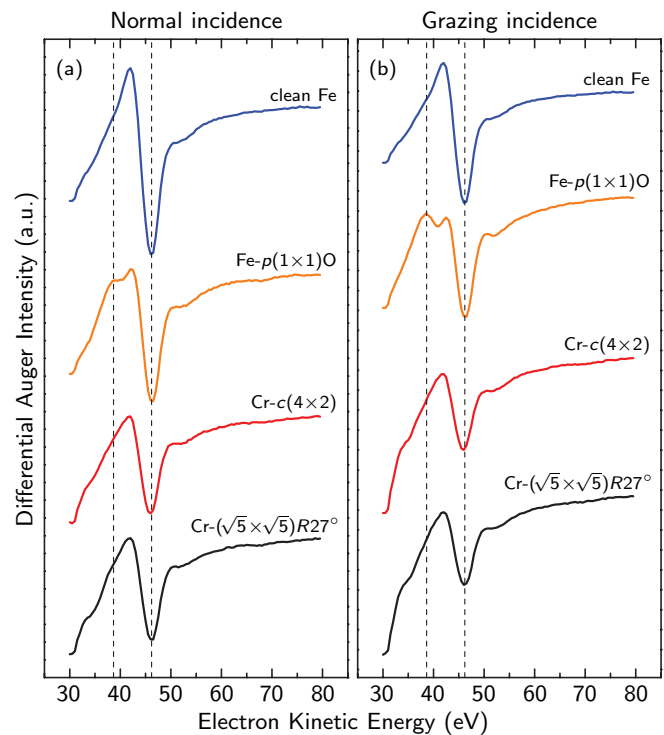 Normal incidence
Grazing incidence
Differential Auger Intensity (a.u.)
(a)
clean Fe
Fe-p(1×1)O
Cr-c(4×2)
Cr-(√5×√5)R27°
(b)
clean Fe
Fe-p(1×1)O
Cr-c(4×2)
Cr-(√5×√5)R27°
30 40 50 60 70 80
30 40 50 60 70 80
Electron Kinetic Energy (eV)